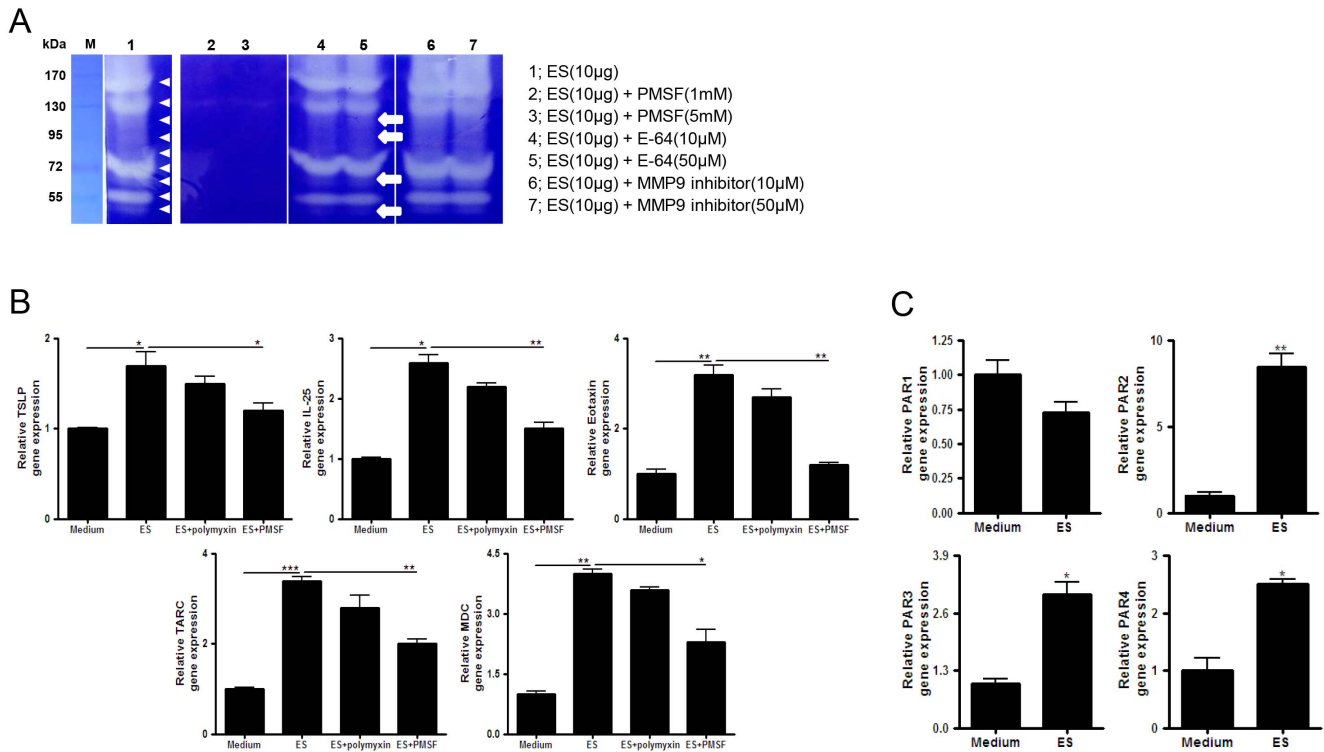 A
kDa M 1 2 3 4 5 6 7
170
130
95
72
55
1; ES(10µg)
2; ES(10µg) + PMSF(1mM)
3; ES(10µg) + PMSF(5mM)
4; ES(10µg) + E-64(10µM)
5; ES(10µg) + E-64(50µM)
6; ES(10µg) + MMP9 inhibitor(10µM)
7; ES(10µg) + MMP9 inhibitor(50µM)
B
Relative TSLP
gene expression
2
1
0
* *
Medium ES ES+polymyxin ES+PMSF
Relative IL-25
gene expression
3
2
1
0
* **
Medium ES ES+polymyxin ES+PMSF
Relative Eotaxin
gene expression
4
2
0
** **
Medium ES ES+polymyxin ES+PMSF
Relative TARC
gene expression
4
2
0
*** **
Medium ES ES+polymyxin ES+PMSF
Relative MDC
gene expression
4.5
3.0
1.5
0.0
** *
Medium ES ES+polymyxin ES+PMSF
C
Relative PAR1
gene expression
1.25
1.00
0.75
0.50
0.25
0.00
Medium ES
Relative PAR2
gene expression
10
5
0
**
Medium ES
Relative PAR3
gene expression
3.9
2.6
1.3
0.0
*
Medium ES
Relative PAR4
gene expression
3
2
1
0
*
Medium ES